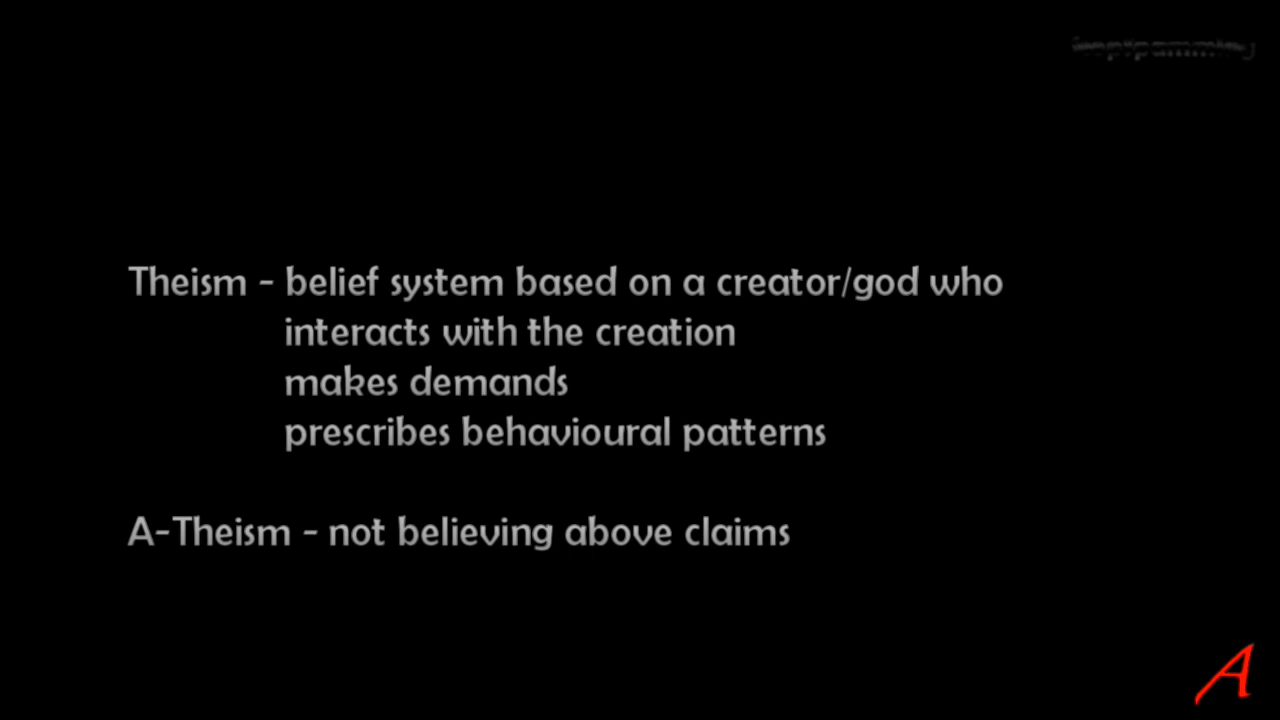 Theism - belief system based on a creator/god who
interacts with the creation
makes demands
prescribes behavioural patterns
A-Theism - not believing above claims
A